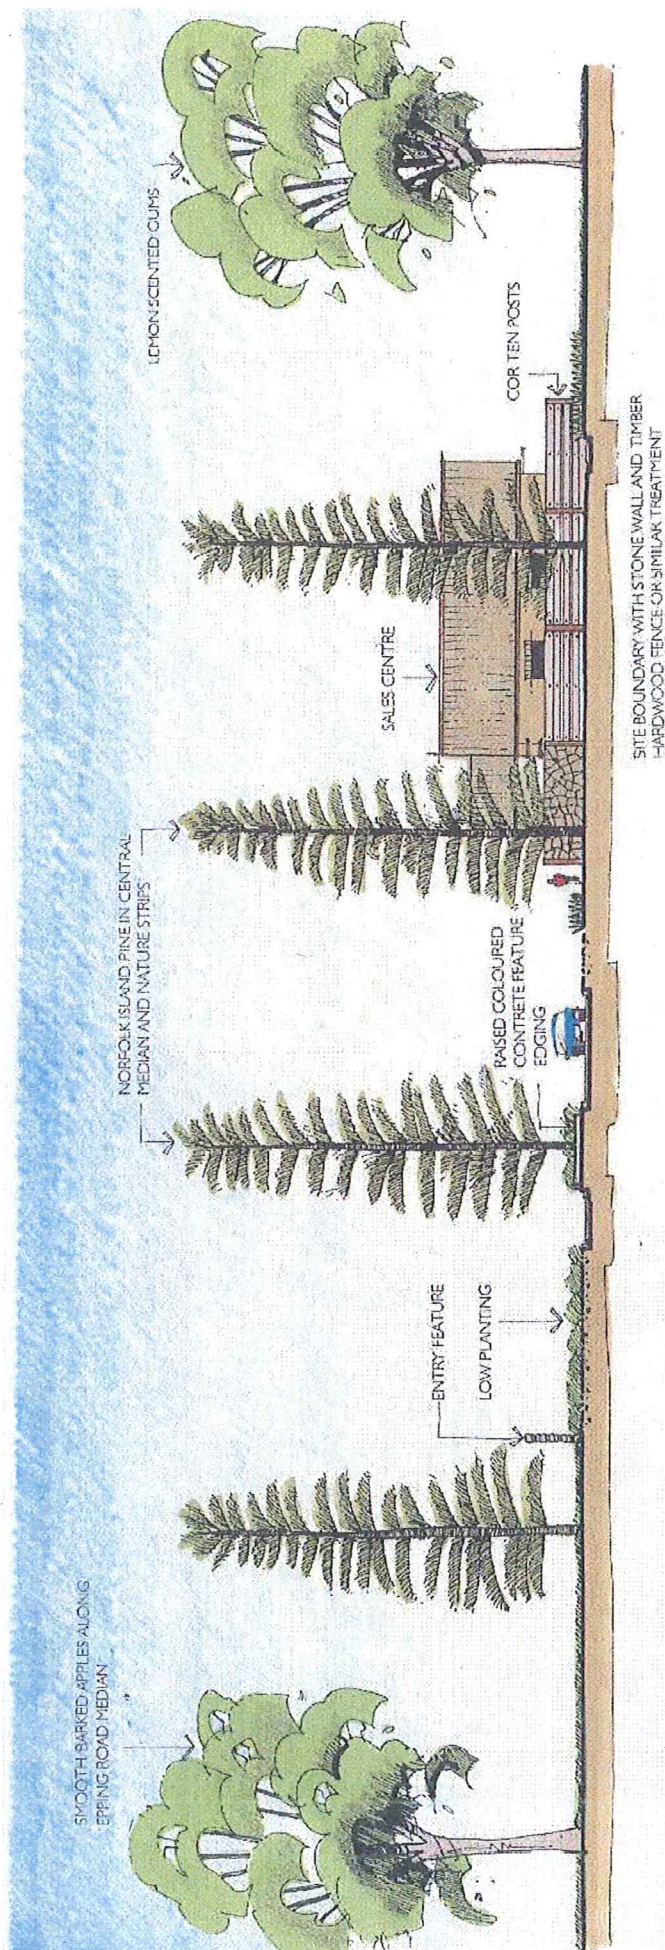 SMOOTH BARKED APPLES ALONG
EPPING ROAD MEDIAN
ENTRY FEATURE
LOW PLANTING
NORFOLK ISLAND PINE IN CENTRAL
MEDIAN AND NATURE STRIPS
RAISED COLOURED
CONCRETE FEATURE
EDGING
SALES CENTRE
LEMON SCENTED GUMS
COR TEN POSTS
SITE BOUNDARY WITH STONE WALL AND TIMBER
HARDWOOD FENCE OR SIMILAR TREATMENT